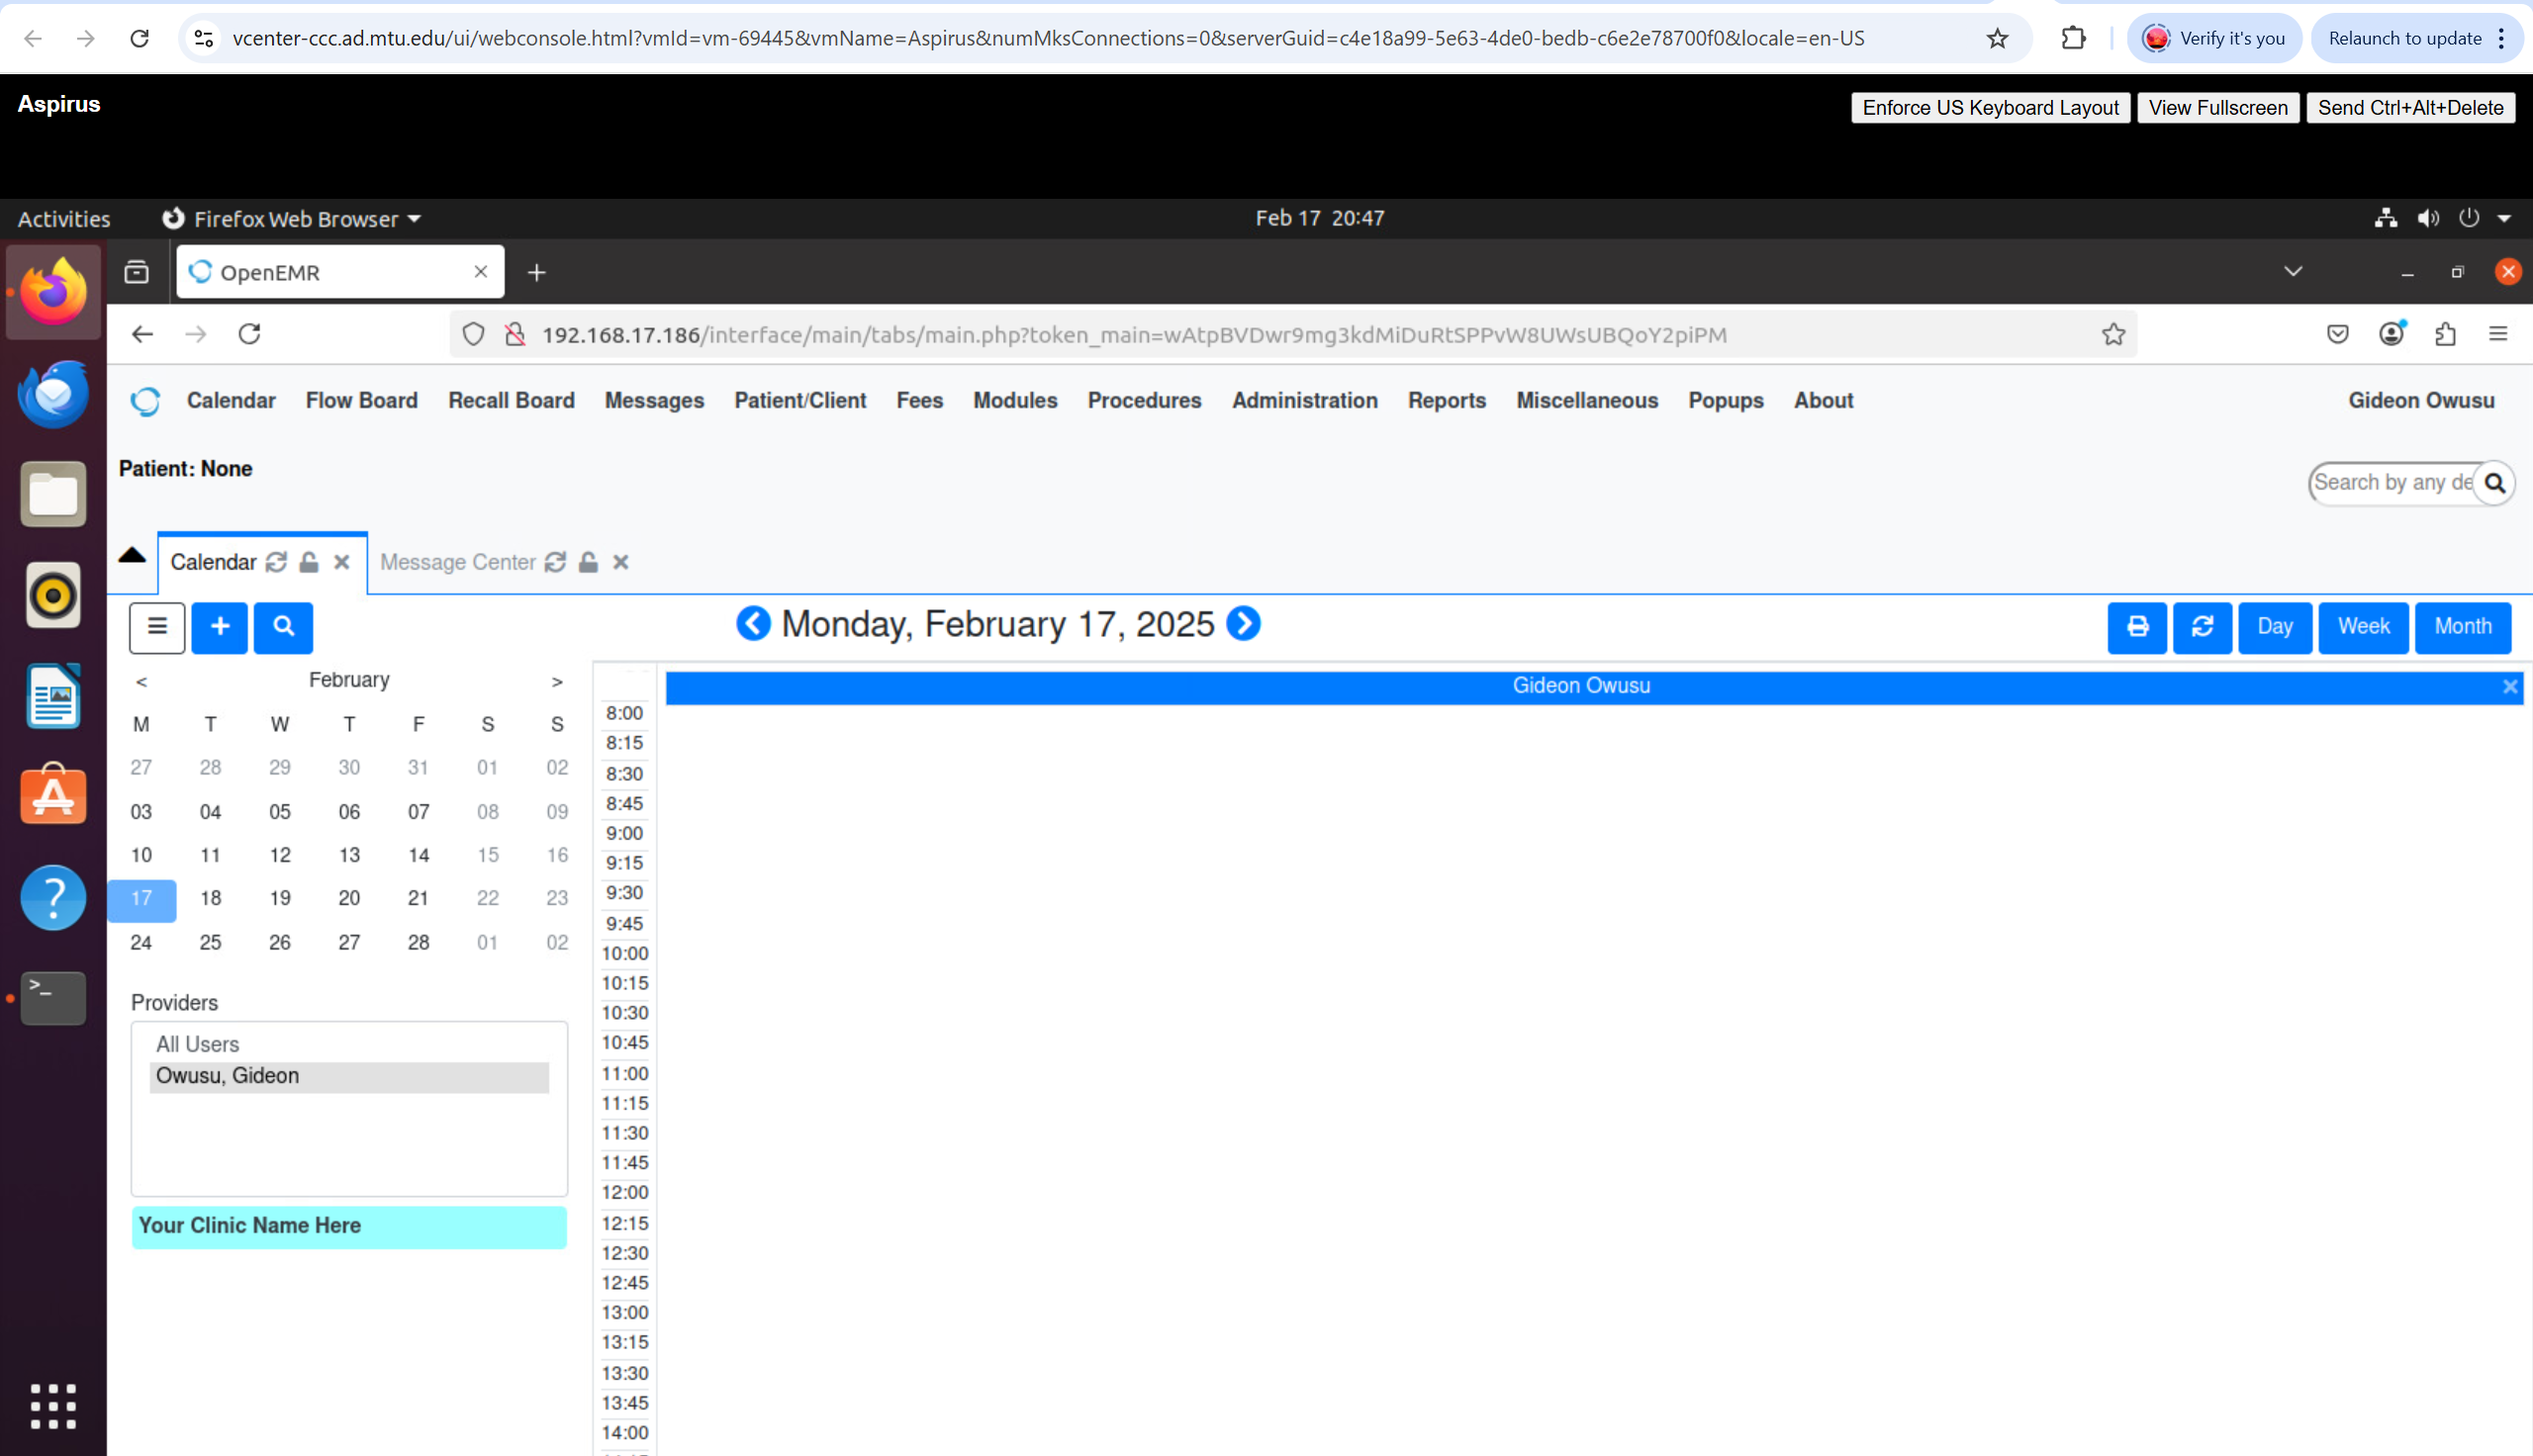 vcenter-ccc.ad.mtu.edu/ui/webconsole.html?vmId=vm-69445&vmName=Aspirus&numMksConnections=0&serverGuid=c4e18a99-5e63-4de0-bedb-c6e2e78700f0&locale=en-US Verify it's you Relaunch to update
Aspirus Enforce US Keyboard Layout View Fullscreen Send Ctrl+Alt+Delete
Activities Firefox Web Browser Feb 17 20:47
OpenEMR
192.168.17.186/interface/main/tabs/main.php?token_main=wAtpBVDwr9mg3kdMiDuRtSPPvW8UWsUBQoY2piPM
Calendar Flow Board Recall Board Messages Patient/Client Fees Modules Procedures Administration Reports Miscellaneous Popups About Gideon Owusu
Patient: None
Search by any de
Calendar Message Center
Monday, February 17, 2025 Day Week Month
< February >
Gideon Owusu
M T W T F S S
27 28 29 30 31 01 02
03 04 05 06 07 08 09
10 11 12 13 14 15 16
17 18 19 20 21 22 23
24 25 26 27 28 01 02
Providers
All Users
Owusu, Gideon
Your Clinic Name Here
8:00
8:15
8:30
8:45
9:00
9:15
9:30
9:45
10:00
10:15
10:30
10:45
11:00
11:15
11:30
11:45
12:00
12:15
12:30
12:45
13:00
13:15
13:30
13:45
14:00